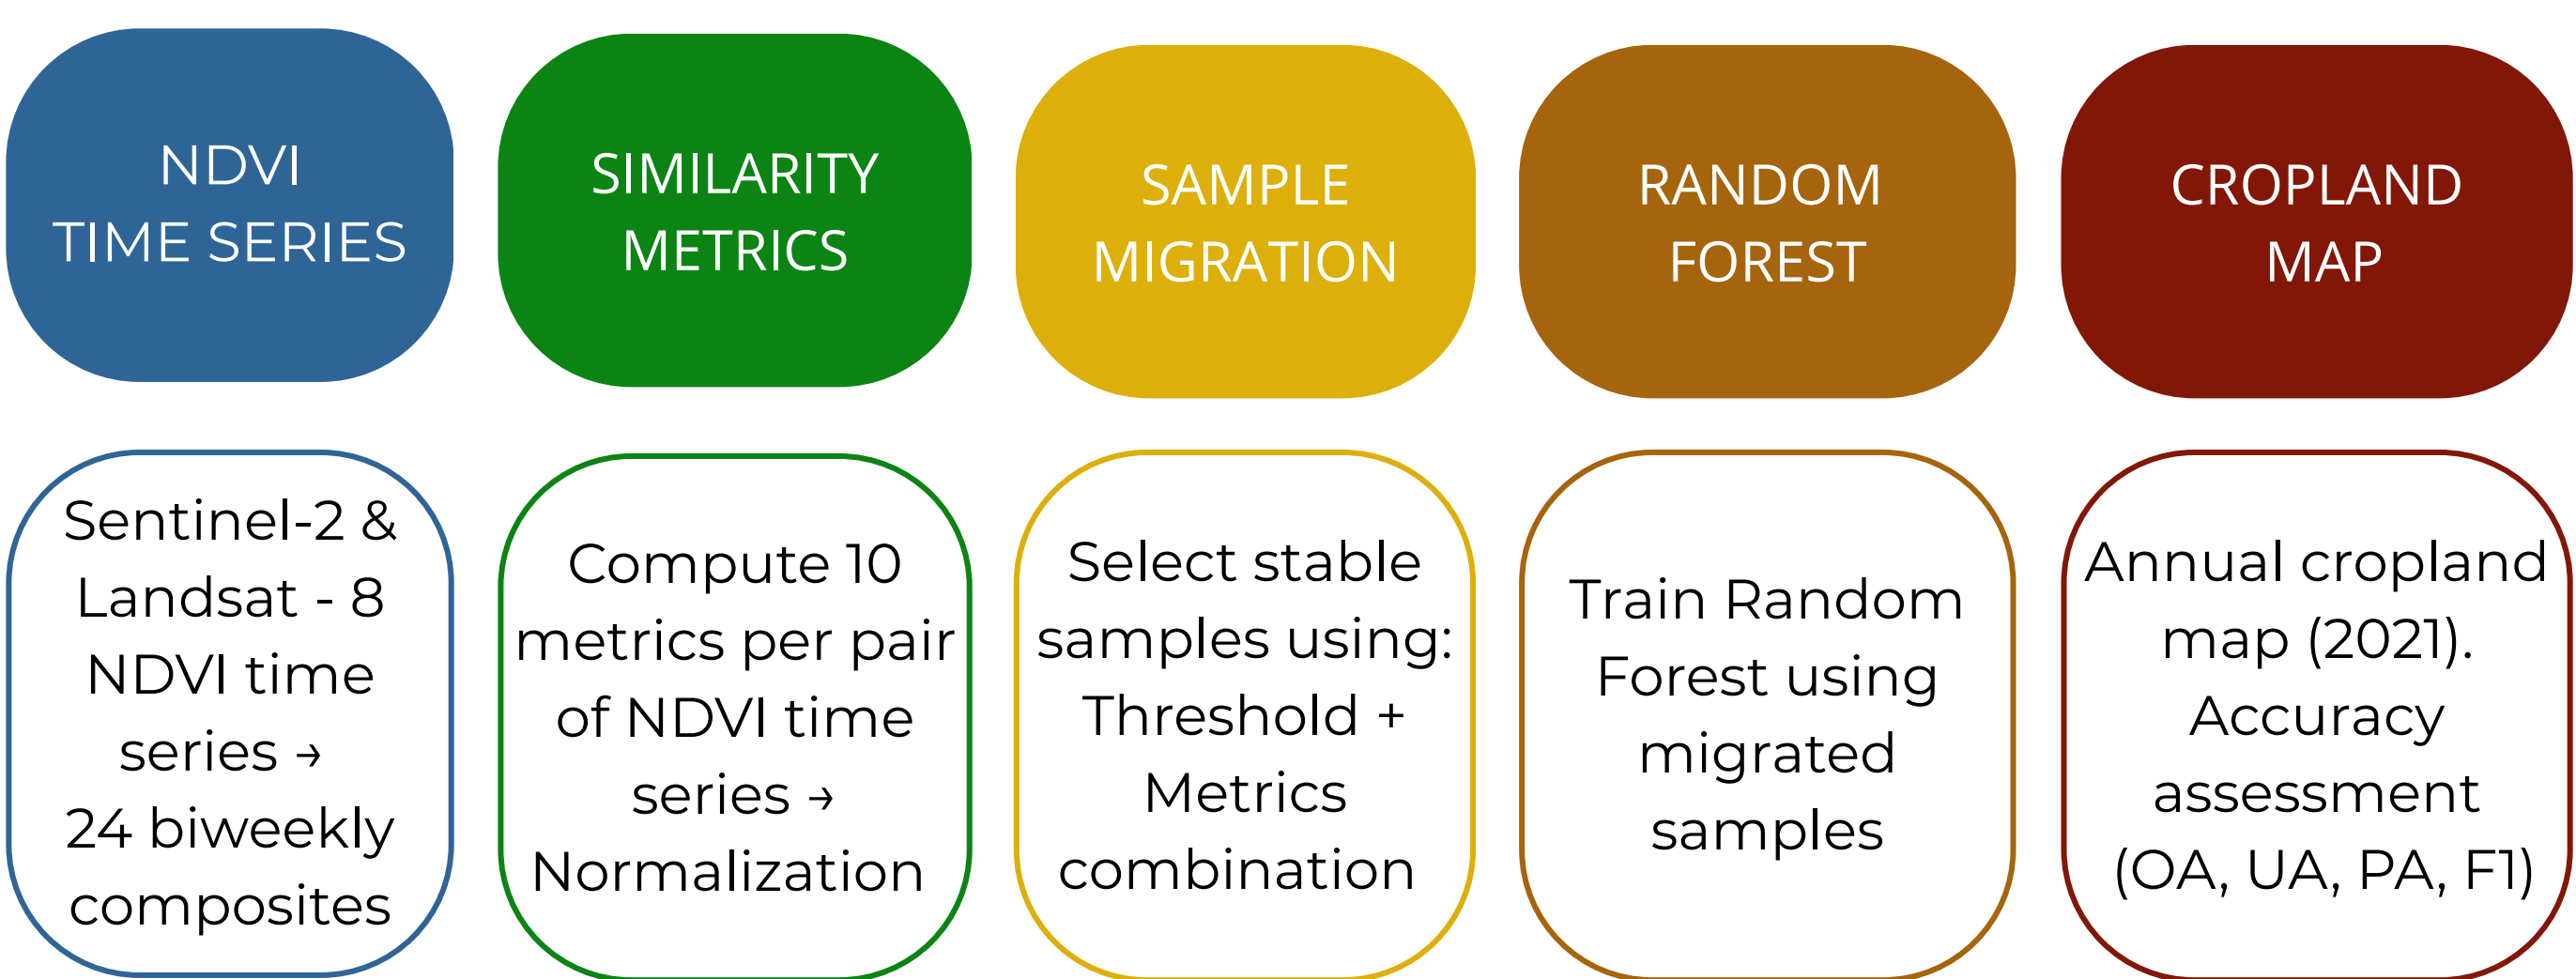 NDVI
TIME SERIES
SIMILARITY
METRICS
SAMPLE
MIGRATION
RANDOM
FOREST
CROPLAND
MAP
Sentinel-2 &
Landsat - 8
NDVI time
series →
24 biweekly
composites
Compute 10
metrics per pair
of NDVI time
series →
Normalization
Select stable
samples using:
Threshold +
Metrics
combination
Train Random
Forest using
migrated
samples
Annual cropland
map (2021).
Accuracy
assessment
(OA, UA, PA, F1)